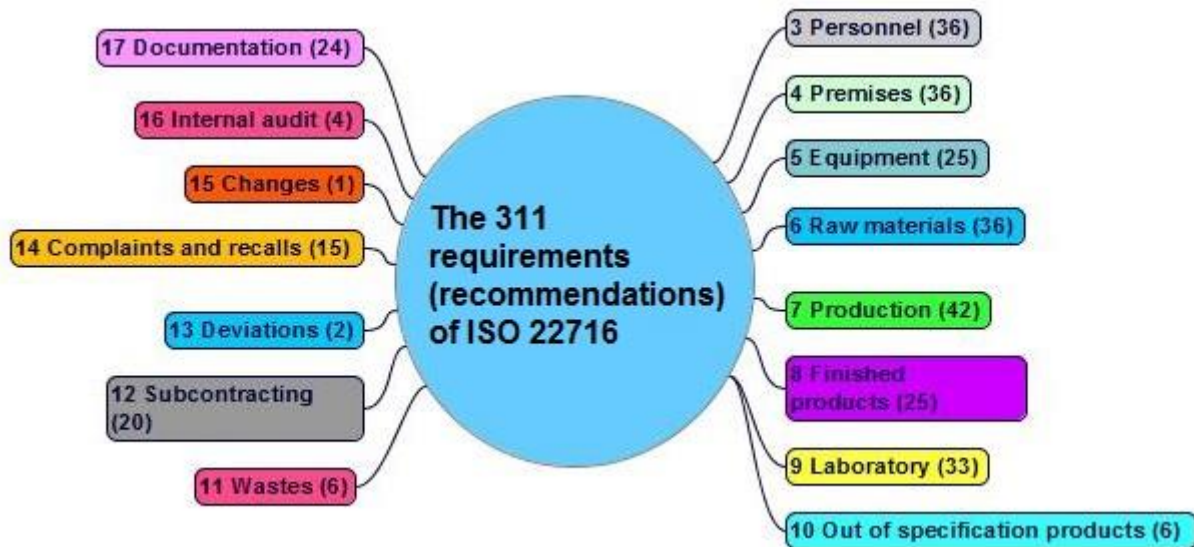 The 311
requirements
(recommendations)
of ISO 22716
3 Personnel (36)
4 Premises (36)
5 Equipment (25)
6 Raw materials (36)
7 Production (42)
8 Finished
products (25)
9 Laboratory (33)
10 Out of specification products (6)
11 Wastes (6)
12 Subcontracting
(20)
13 Deviations (2)
14 Complaints and recalls (15)
15 Changes (1)
16 Internal audit (4)
17 Documentation (24)